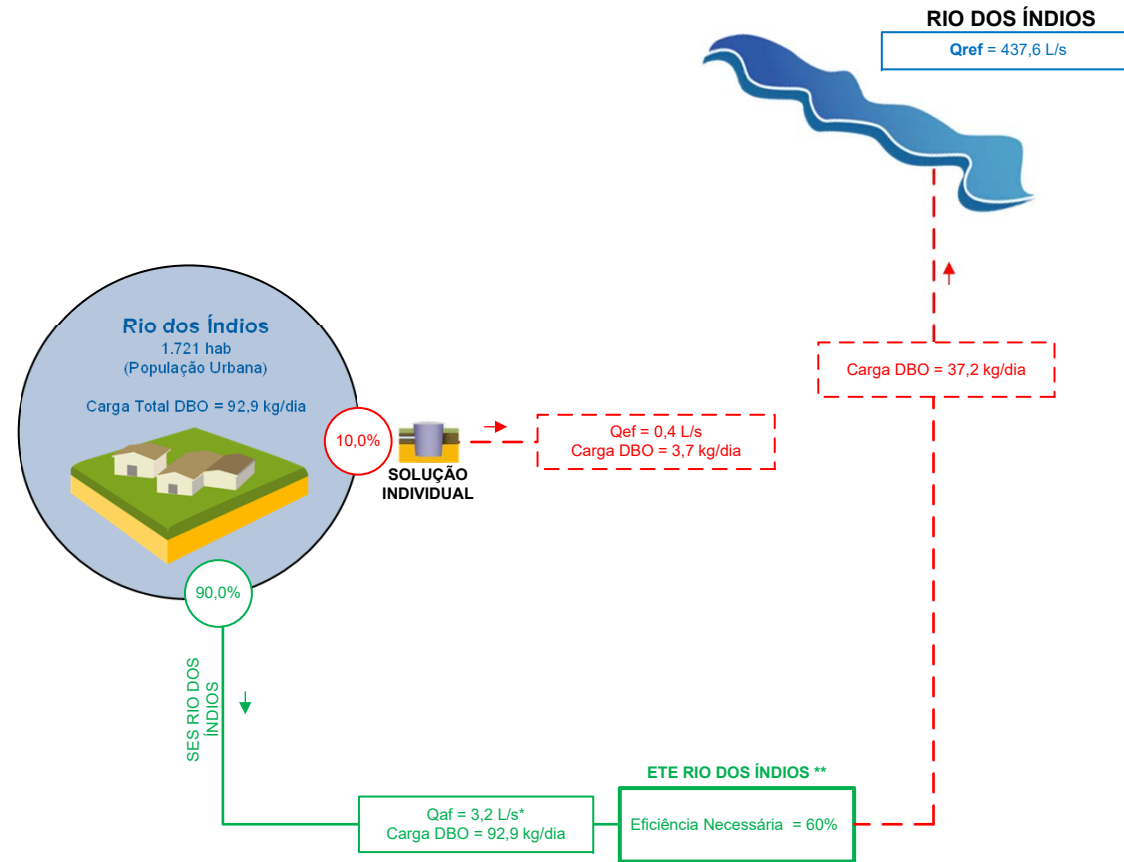 RIO DOS ÍNDIOS
Qref = 437,6 L/s
Rio dos Índios
1.721 hab
(População Urbana)
Carga Total DBO = 92,9 kg/dia
10,0%
SOLUÇÃO
INDIVIDUAL
Qef = 0,4 L/s
Carga DBO = 3,7 kg/dia
Carga DBO = 37,2 kg/dia
90,0%
SES RIO DOS
ÍNDIOS
Qaf = 3,2 L/s*
Carga DBO = 92,9 kg/dia
ETE RIO DOS ÍNDIOS **
Eficiência Necessária = 60%